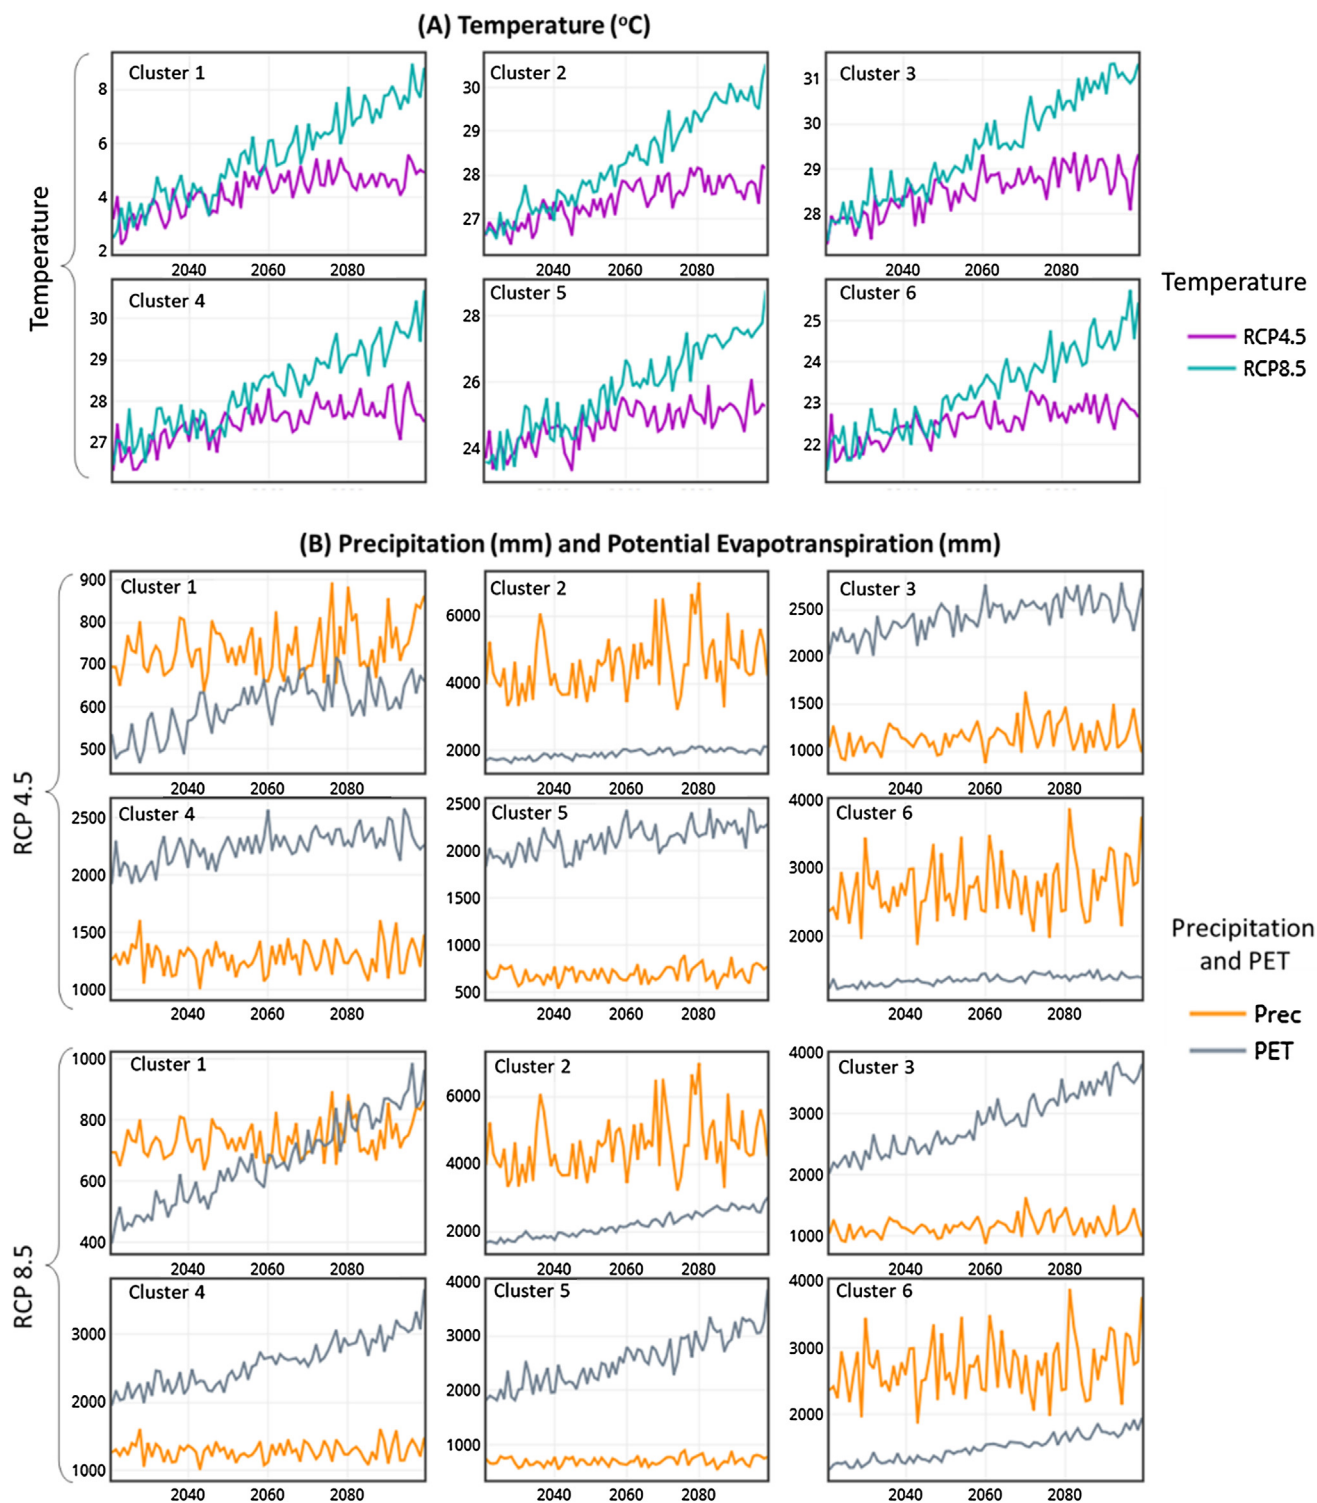 (A) Temperature (°C)
Cluster 1
Cluster 2
Cluster 3
8
6
4
2
30
29
28
27
31
30
29
28
2040 2060 2080
2040 2060 2080
2040 2060 2080
Temperature
Cluster 4
Cluster 5
Cluster 6
30
29
28
27
28
26
24
25
24
23
22
Temperature
RCP4.5
RCP8.5
(B) Precipitation (mm) and Potential Evapotranspiration (mm)
RCP 4.5
Cluster 1
Cluster 2
Cluster 3
900
800
700
600
500
6000
4000
2000
2500
2000
1500
1000
2040 2060 2080
2040 2060 2080
2040 2060 2080
Cluster 4
Cluster 5
Cluster 6
2500
2000
1500
1000
2500
2000
1500
1000
500
4000
3000
2000
2040 2060 2080
2040 2060 2080
2040 2060 2080
Precipitation
and PET
Prec
PET
RCP 8.5
Cluster 1
Cluster 2
Cluster 3
1000
800
600
400
6000
4000
2000
4000
3000
2000
1000
2040 2060 2080
2040 2060 2080
2040 2060 2080
Cluster 4
Cluster 5
Cluster 6
3000
2000
1000
4000
3000
2000
1000
4000
3000
2000
2040 2060 2080
2040 2060 2080
2040 2060 2080